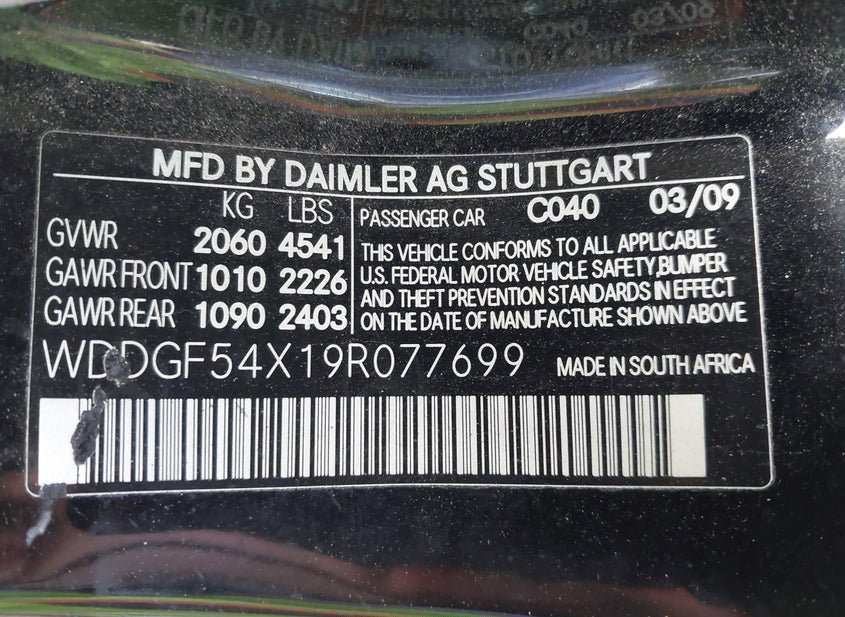 MFD BY DAIMLER AG STUTTGART
KG LBS
GVWR 2060 4541
GAWR FRONT 1010 2226
GAWR REAR 1090 2403
PASSENGER CAR C040 03/09
THIS VEHICLE CONFORMS TO ALL APPLICABLE
U.S. FEDERAL MOTOR VEHICLE SAFETY,BUMPER
AND THEFT PREVENTION STANDARDS IN EFFECT
ON THE DATE OF MANUFACTURE SHOWN ABOVE
WDDGF54X19R077699 MADE IN SOUTH AFRICA